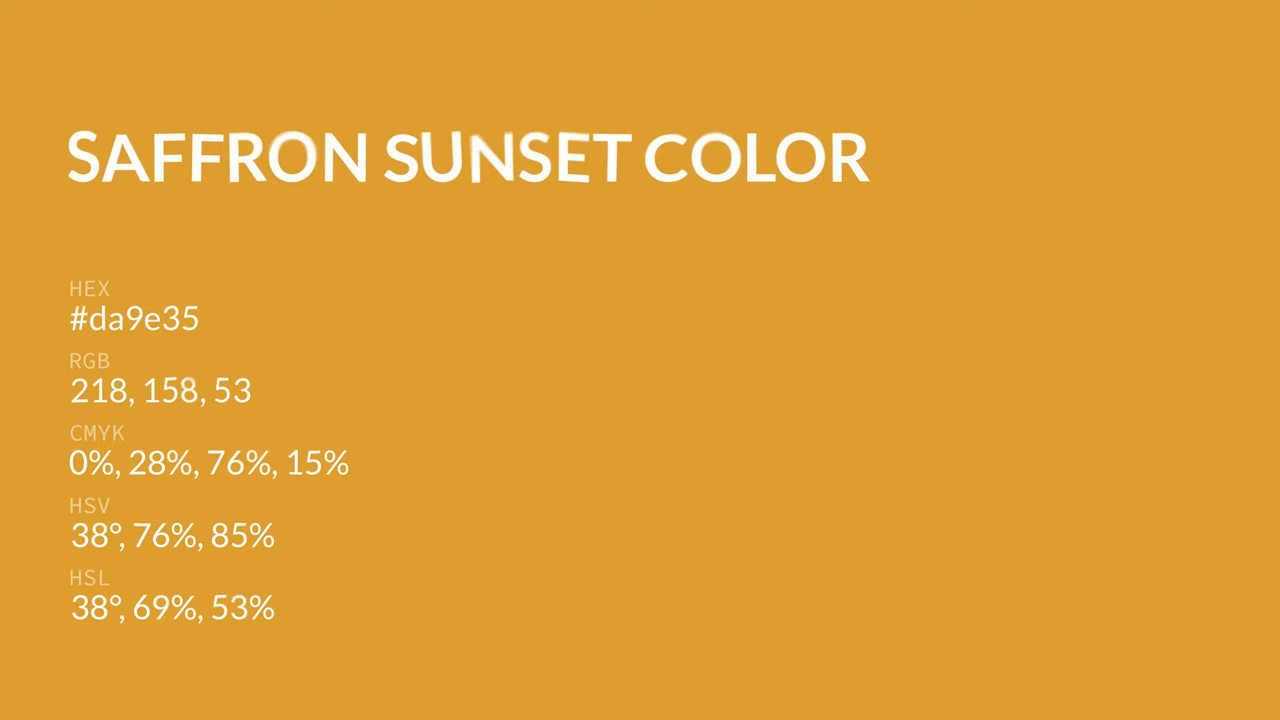 SAFFRON SUNSET COLOR
HEX
#da9e35
RGB
218, 158, 53
CMYK
0%, 28%, 76%, 15%
HSV
38°, 76%, 85%
HSL
38°, 69%, 53%